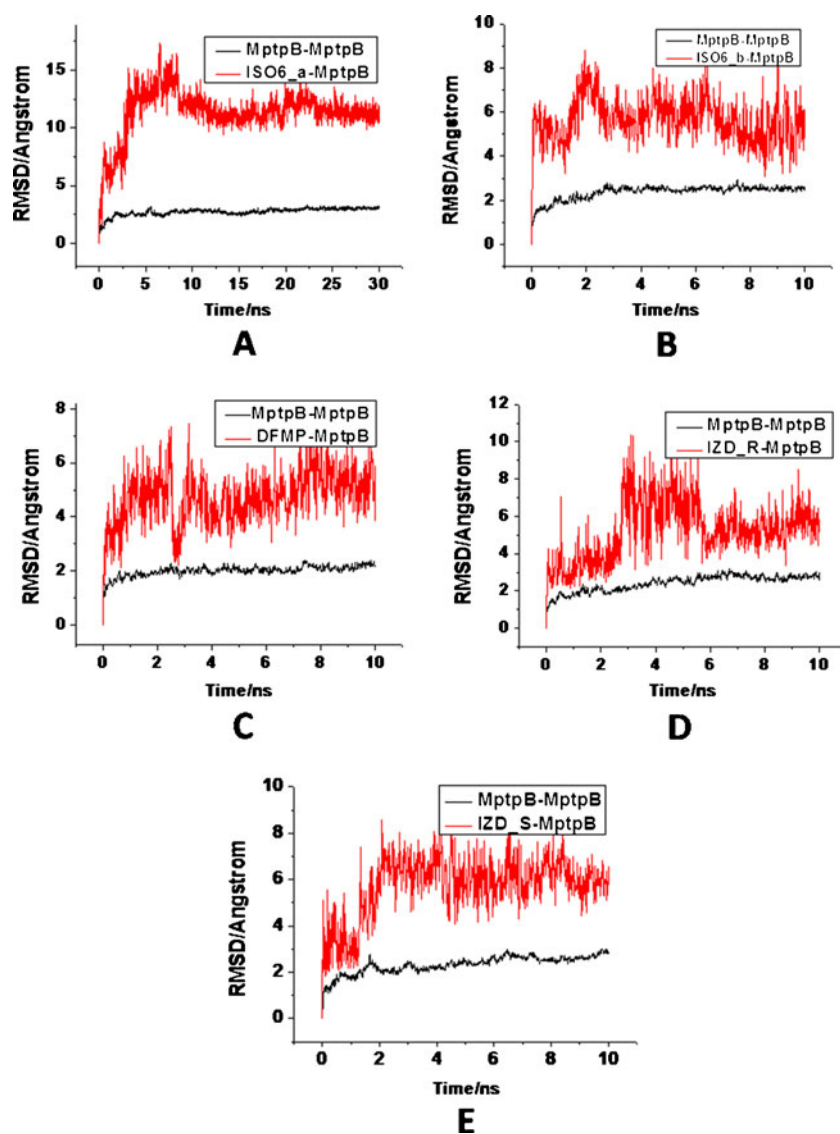 MptpB-MptpB
ISO6_a-MptpB
RMSD/Angstrom
15
10
5
0
0 5 10 15 20 25 30
Time/ns
A
MptpB-MptpB
ISO6_b-MptpB
RMSD/Angstrom
10
8
6
4
2
0
0 2 4 6 8 10
Time/ns
B
MptpB-MptpB
DFMP-MptpB
RMSD/Angstrom
8
6
4
2
0
0 2 4 6 8 10
Time/ns
C
MptpB-MptpB
IZD_R-MptpB
RMSD/Angstrom
12
10
8
6
4
2
0
0 2 4 6 8 10
Time/ns
D
MptpB-MptpB
IZD_S-MptpB
RMSD/Angstrom
10
8
6
4
2
0
0 2 4 6 8 10
Time/ns
E